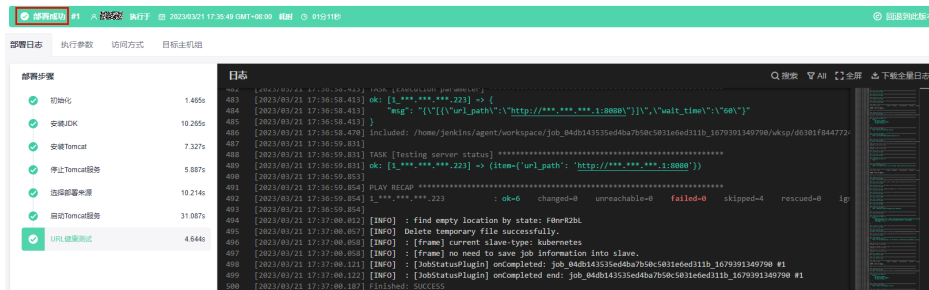 部署成功 #1 执行于 2023/03/21 17:35:49 GMT+08:00 耗时 01分11秒 回退到此版本
部署日志 执行参数 访问方式 目标主机组
部署步骤
初始化 1.465s
安装JDK 10.265s
安装Tomcat 7.327s
停止Tomcat服务 5.887s
选择部署来源 10.214s
启动Tomcat服务 31.087s
URL健康测试 4.644s
日志 搜索 All 全屏 下载全量日志
482 [2023/03/21 17:36:58.413] TASK [Execution parameter]
483 [2023/03/21 17:36:58.413] ok: [1_***.***.***.223] => {
484 [2023/03/21 17:36:58.413] "msg": "{\"[{\"url_path\":\"http://***.***.***.1:8080\"}]\",\"wait_time\":\"60\"}"
485 [2023/03/21 17:36:58.413] }
486 [2023/03/21 17:36:58.470] included: /home/jenkins/agent/workspace/job_04db143535ed4ba7b50c5031e6ed311b_1679391349790/wksp/d6301f844772
487 [2023/03/21 17:36:59.831]
488 [2023/03/21 17:36:59.831] TASK [Testing server status] **************************************************
489 [2023/03/21 17:36:59.831] ok: [1_***.***.***.223] => (item={'url_path': 'http://***.***.***.1:8080'})
490 [2023/03/21 17:36:59.853]
491 [2023/03/21 17:36:59.854] PLAY RECAP *********************************************************************
492 [2023/03/21 17:36:59.854] 1_***.***.***.223 : ok=6 changed=0 unreachable=0 failed=0 skipped=4 rescued=0
493 [2023/03/21 17:36:59.854]
494 [2023/03/21 17:37:00.012] [INFO] : find empty location by state: F0nrR2bL
495 [2023/03/21 17:37:00.057] [INFO] Delete temporary file successfully.
496 [2023/03/21 17:37:00.058] [INFO] : [frame] current slave-type: kubernetes
497 [2023/03/21 17:37:00.058] [INFO] : [frame] no need to save job information into slave.
498 [2023/03/21 17:37:00.121] [INFO] : [JobStatusPlugin] onCompleted: job_04db143535ed4ba7b50c5031e6ed311b_1679391349790 #1
499 [2023/03/21 17:37:00.122] [INFO] : [JobStatusPlugin] onCompleted end: job_04db143535ed4ba7b50c5031e6ed311b_1679391349790 #1
500 [2023/03/21 17:37:00.187] Finished: SUCCESS